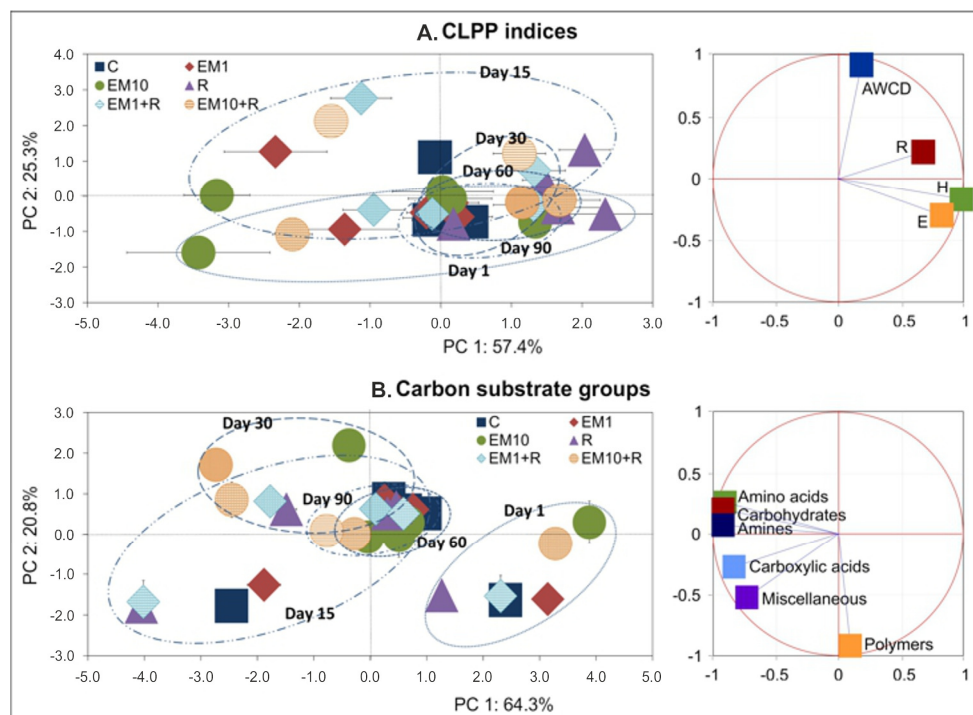 A. CLPP indices
4.0
3.0
2.0
1.0
0.0
-1.0
-2.0
-3.0
PC 2: 25.3%
C EM1
EM10 R
EM1+R EM10+R
Day 15
Day 30
Day 60
Day 90
Day 1
-5.0 -4.0 -3.0 -2.0 -1.0 0.0 1.0 2.0 3.0
PC 1: 57.4%
1
0.5
0
-0.5
-1
AWCD
R
H
E
-1 -0.5 0 0.5 1
B. Carbon substrate groups
3.0
2.0
1.0
0.0
-1.0
-2.0
-3.0
PC 2: 20.8%
C EM1
EM10 R
EM1+R EM10+R
Day 30
Day 90
Day 1
Day 60
Day 15
-5.0 -4.0 -3.0 -2.0 -1.0 0.0 1.0 2.0 3.0 4.0 5.0
PC 1: 64.3%
1
0.5
0
-0.5
-1
Amino acids
Carbohydrates
Amines
Carboxylic acids
Miscellaneous
Polymers
-1 -0.5 0 0.5 1